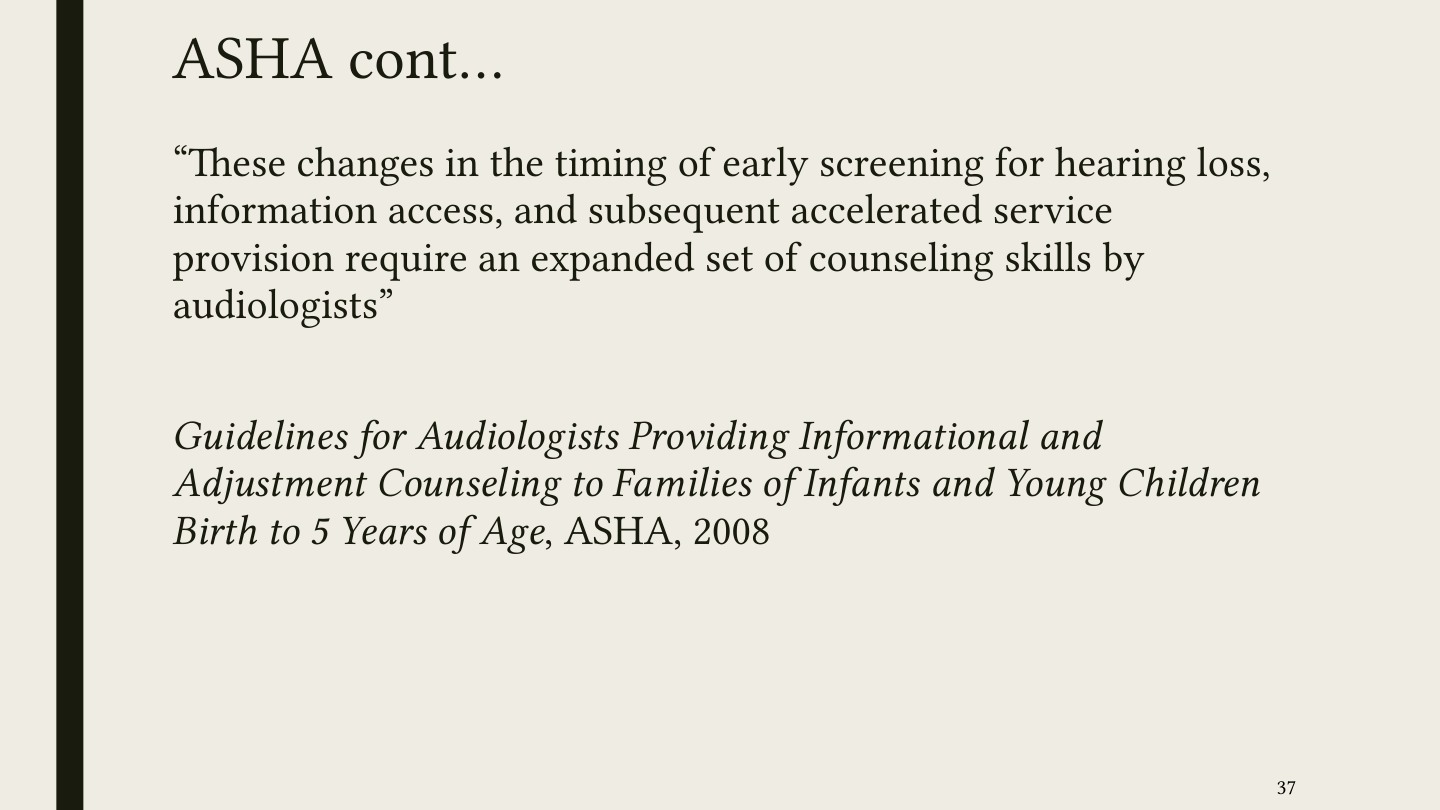 ASHA cont…
“These changes in the timing of early screening for hearing loss,
information access, and subsequent accelerated service
provision require an expanded set of counseling skills by
audiologists”
Guidelines for Audiologists Providing Informational and
Adjustment Counseling to Families of Infants and Young Children
Birth to 5 Years of Age, ASHA, 2008
37